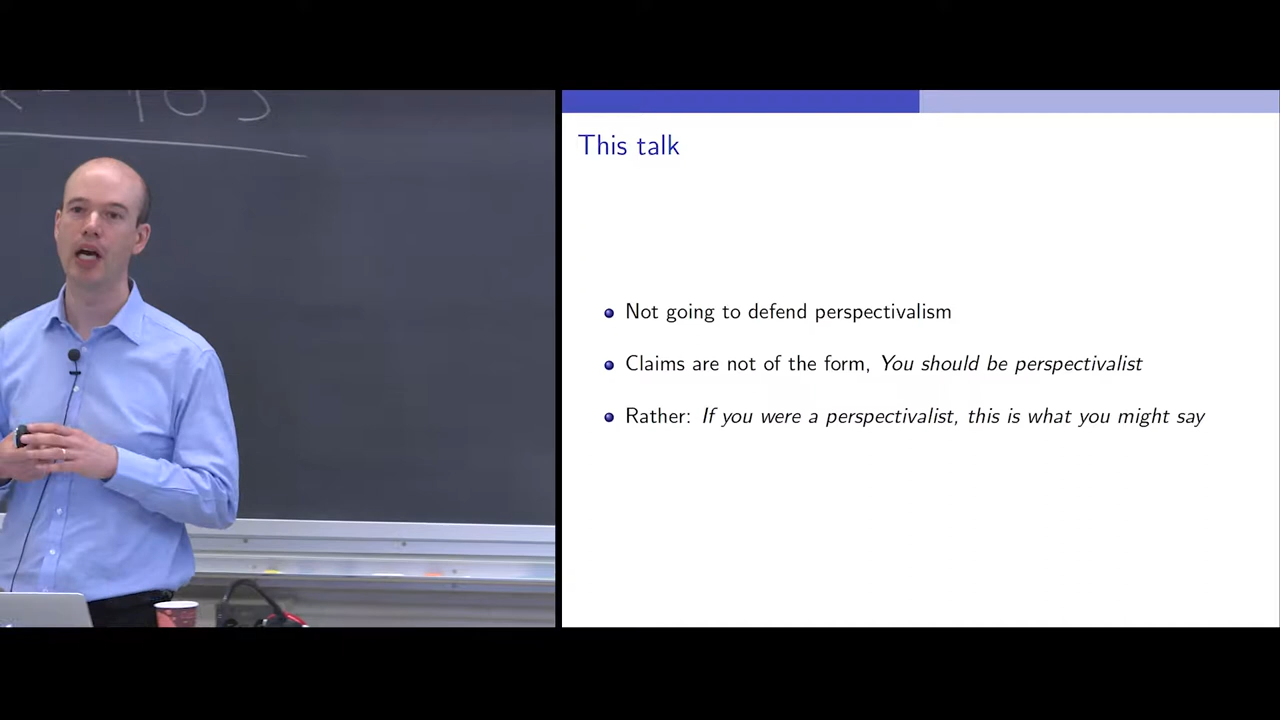 This talk
Not going to defend perspectivalism
Claims are not of the form, You should be perspectivalist
Rather: If you were a perspectivalist, this is what you might say